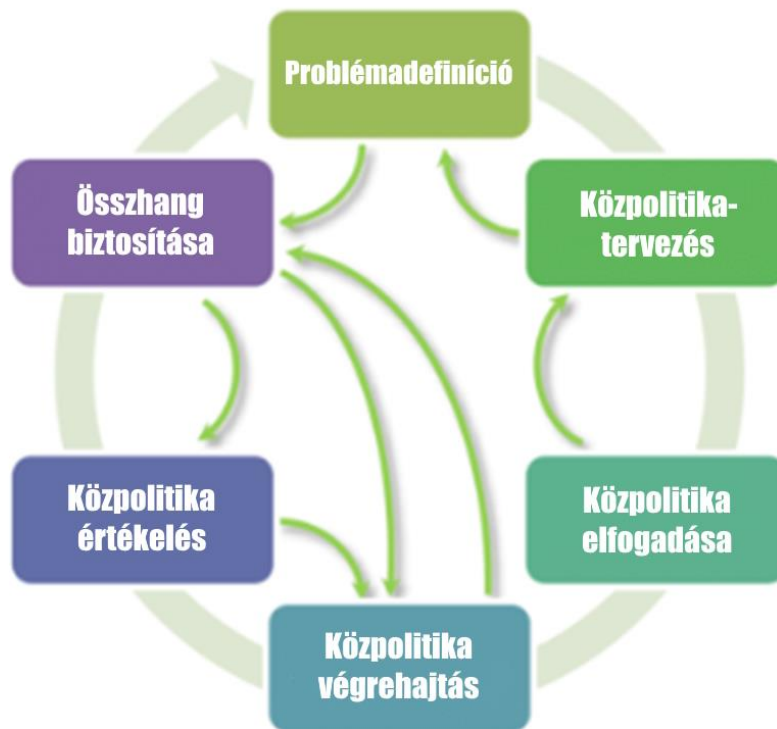 Problémadefiníció
Közpolitika-
tervezés
Közpolitika
elfogadása
Közpolitika
végrehajtás
Közpolitika
értékelés
Összhang
biztosítása